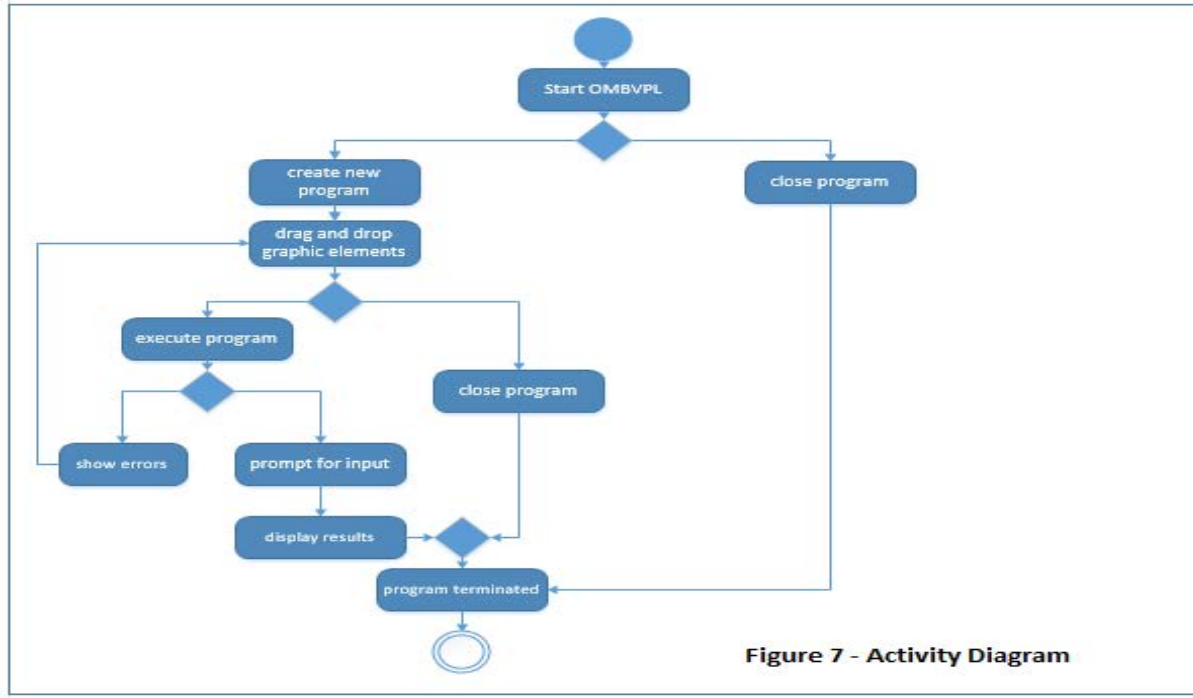 Start OMBVPL
create new
program
close program
drag and drop
graphic elements
execute program
close program
show errors
prompt for input
display results
program terminated
Figure 7 - Activity Diagram